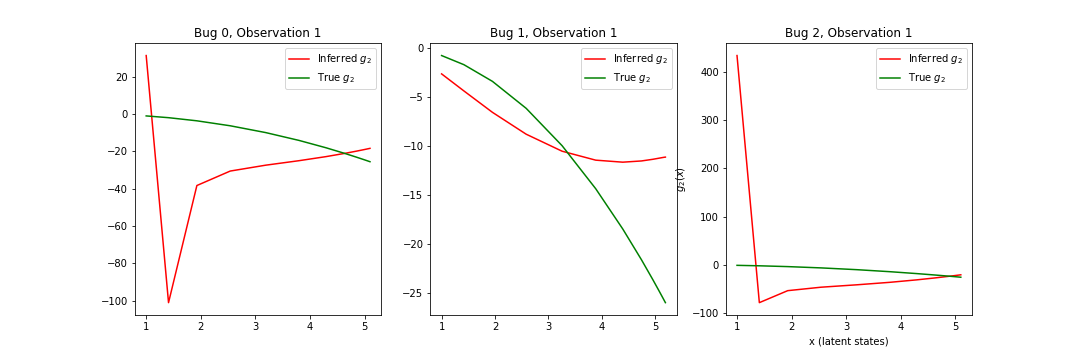 Bug 0, Observation 1
Inferred g₂
True g₂
20
0
−20
−40
−60
−80
−100
1 2 3 4 5
Bug 1, Observation 1
Inferred g₂
True g₂
0
−5
−10
−15
−20
−25
1 2 3 4 5
Bug 2, Observation 1
Inferred g₂
True g₂
g₂(x)
400
300
200
100
0
−100
1 2 3 4 5
x (latent states)